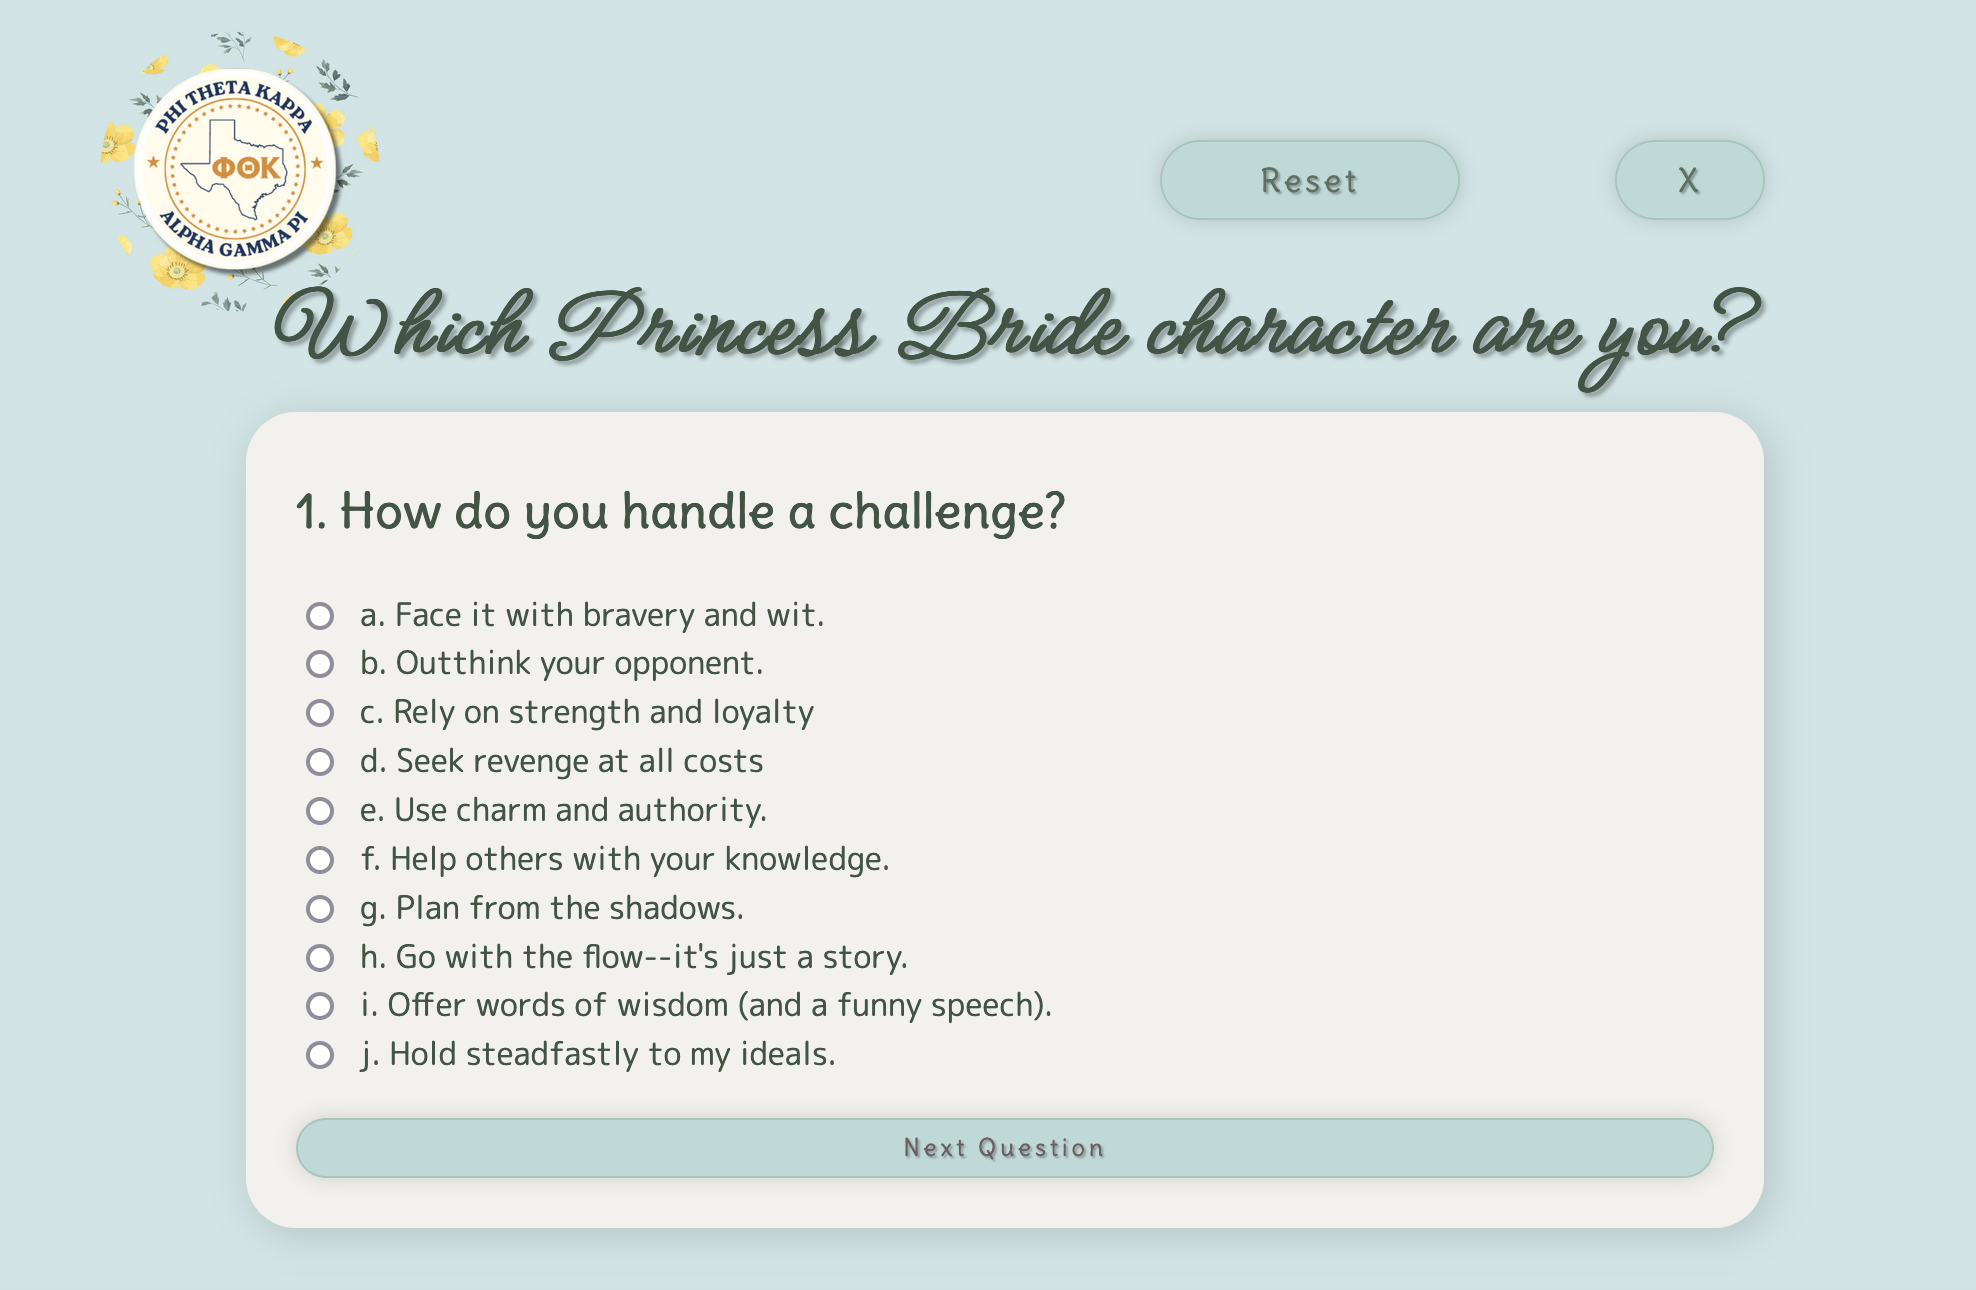 PHI THETA KAPPA
ΦΘΚ
ALPHA GAMMA PI
Reset
X
Which Princess Bride character are you?
1. How do you handle a challenge?
a. Face it with bravery and wit.
b. Outthink your opponent.
c. Rely on strength and loyalty
d. Seek revenge at all costs
e. Use charm and authority.
f. Help others with your knowledge.
g. Plan from the shadows.
h. Go with the flow--it's just a story.
i. Offer words of wisdom (and a funny speech).
j. Hold steadfastly to my ideals.
Next Question